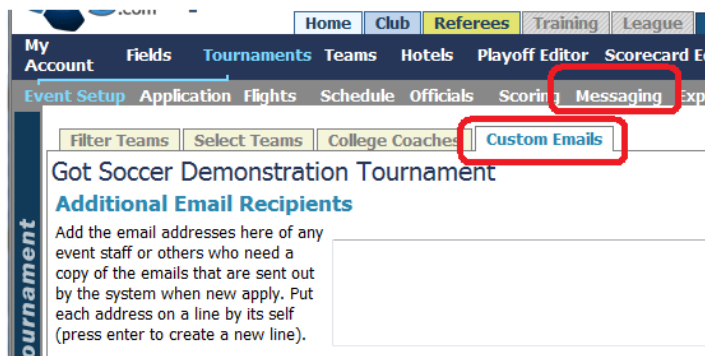 .com
Home Club Referees Training League
My Account Fields Tournaments Teams Hotels Playoff Editor Scorecard
Event Setup Application Flights Schedule Officials Scoring Messaging
Filter Teams Select Teams College Coaches Custom Emails
Got Soccer Demonstration Tournament
Additional Email Recipients
Add the email addresses here of any
event staff or others who need a
copy of the emails that are sent out
by the system when new apply. Put
each address on a line by its self
(press enter to create a new line).